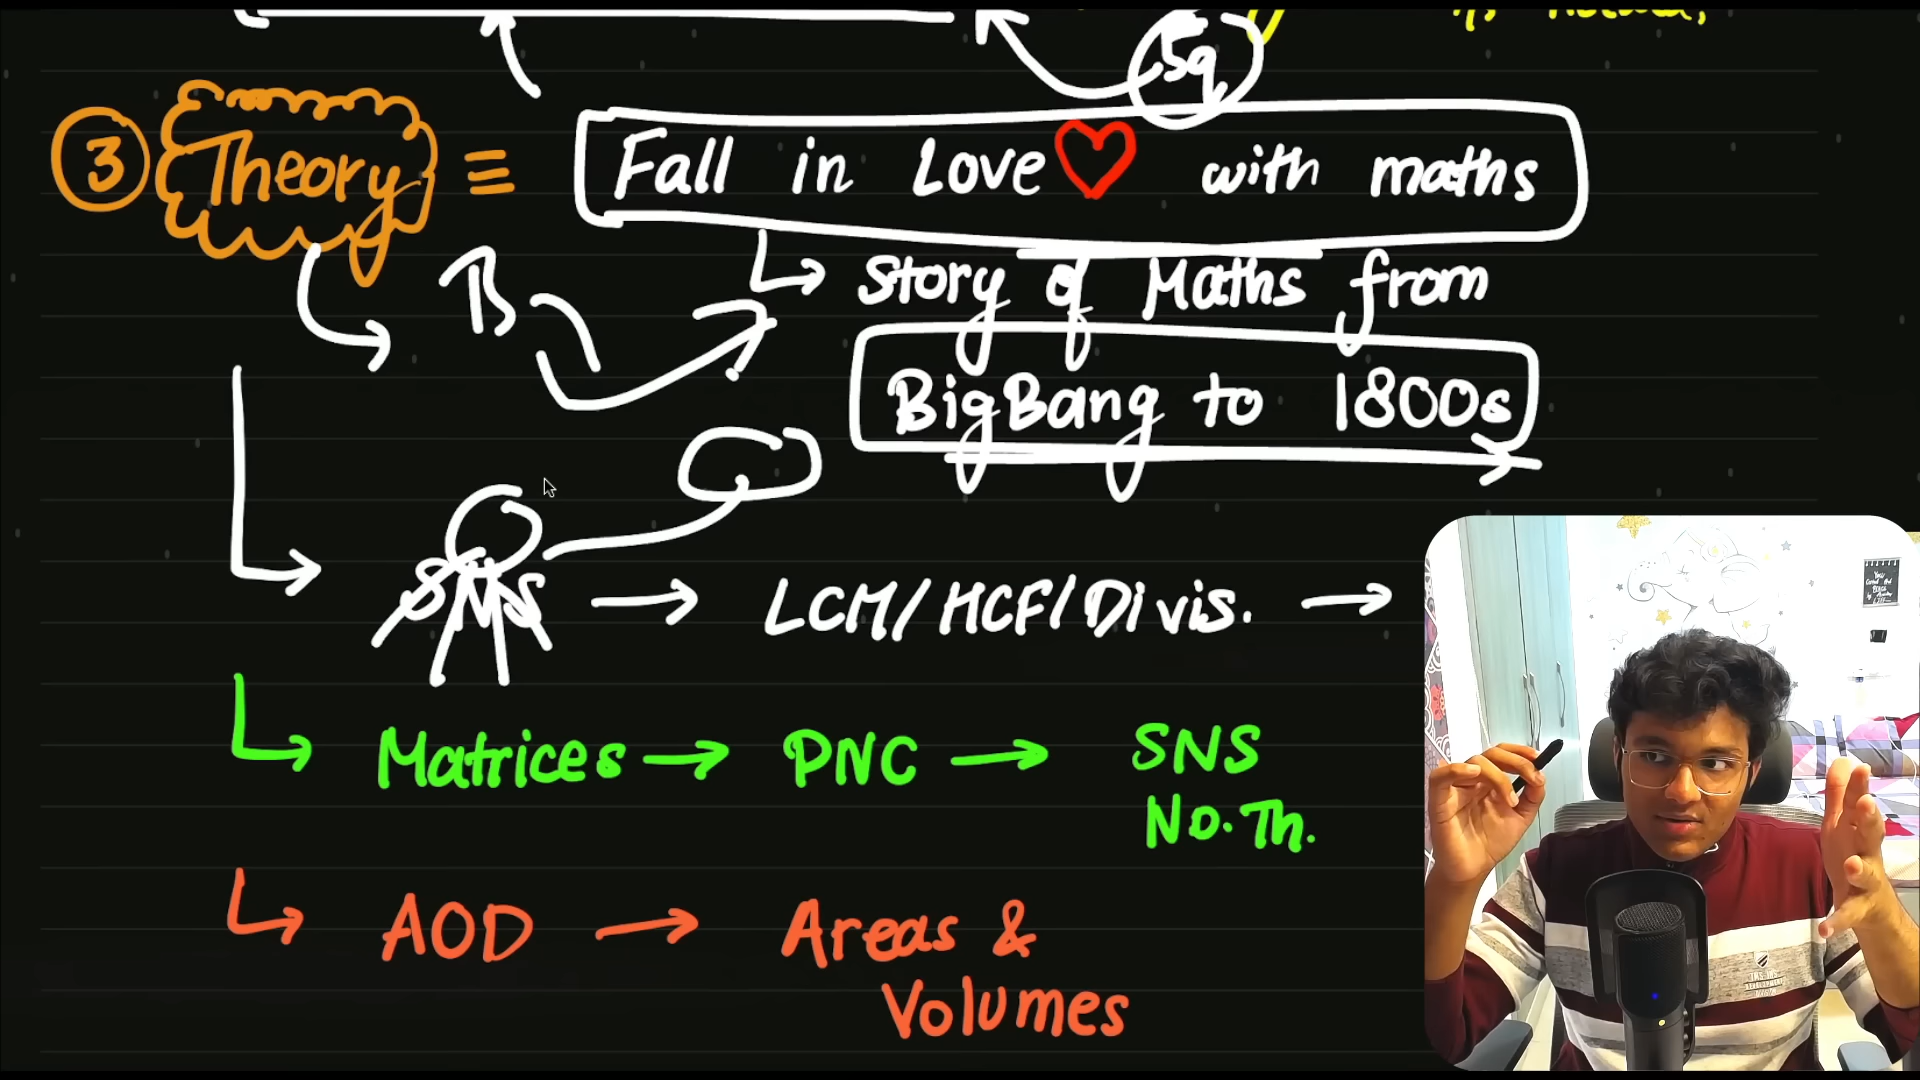 5q
③ Theory ≡ Fall in Love ♡ with maths
Story of Maths from
B
BigBang to 1800s
SNS → LCM/HCF/Divis. →
Matrices → PNC → SNS
No.Th.
AOD → Areas &
Volumes